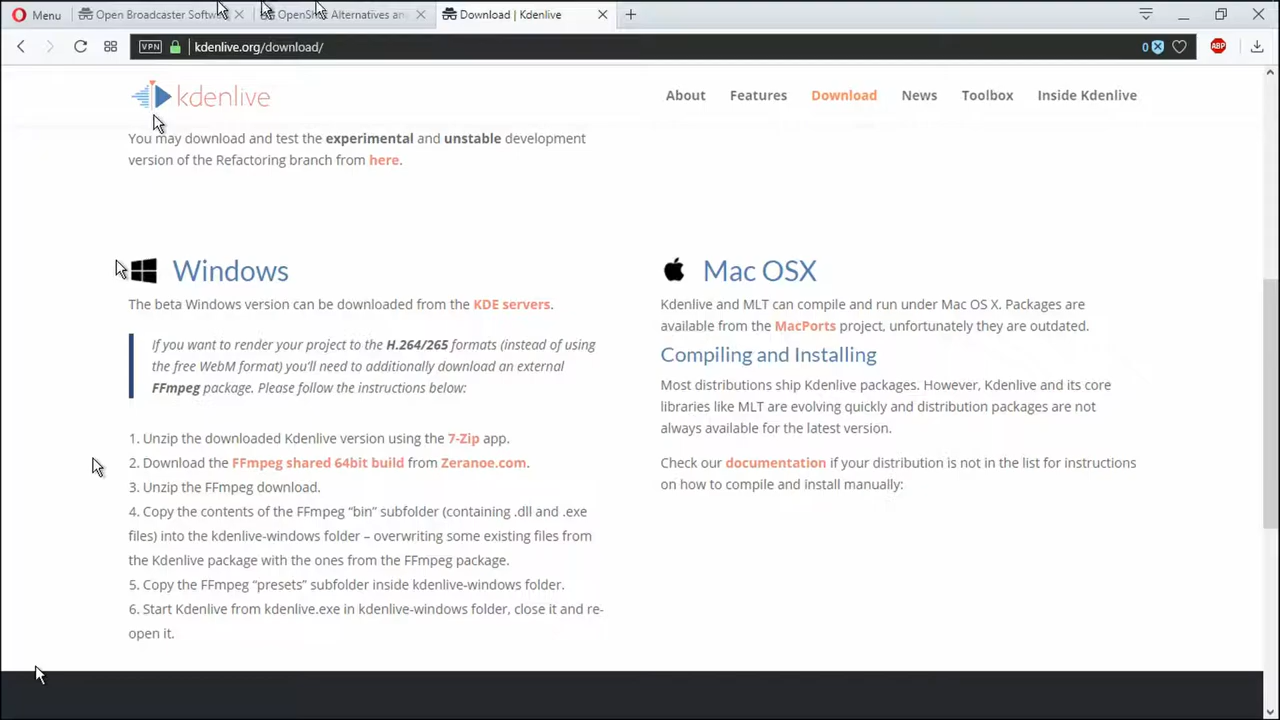 Menu
Open Broadcaster Softw
OpenShot Alternatives an
Download | Kdenlive
VPN
kdenlive.org/download/
0
ABP
kdenlive
About
Features
Download
News
Toolbox
Inside Kdenlive
You may download and test the experimental and unstable development
version of the Refactoring branch from here.
Windows
The beta Windows version can be downloaded from the KDE servers.
If you want to render your project to the H.264/265 formats (instead of using
the free WebM format) you'll need to additionally download an external
FFmpeg package. Please follow the instructions below:
1. Unzip the downloaded Kdenlive version using the 7-Zip app.
2. Download the FFmpeg shared 64bit build from Zeranoe.com.
3. Unzip the FFmpeg download.
4. Copy the contents of the FFmpeg “bin” subfolder (containing .dll and .exe
files) into the kdenlive-windows folder – overwriting some existing files from
the Kdenlive package with the ones from the FFmpeg package.
5. Copy the FFmpeg “presets” subfolder inside kdenlive-windows folder.
6. Start Kdenlive from kdenlive.exe in kdenlive-windows folder, close it and re-
open it.
Mac OSX
Kdenlive and MLT can compile and run under Mac OS X. Packages are
available from the MacPorts project, unfortunately they are outdated.
Compiling and Installing
Most distributions ship Kdenlive packages. However, Kdenlive and its core
libraries like MLT are evolving quickly and distribution packages are not
always available for the latest version.
Check our documentation if your distribution is not in the list for instructions
on how to compile and install manually: